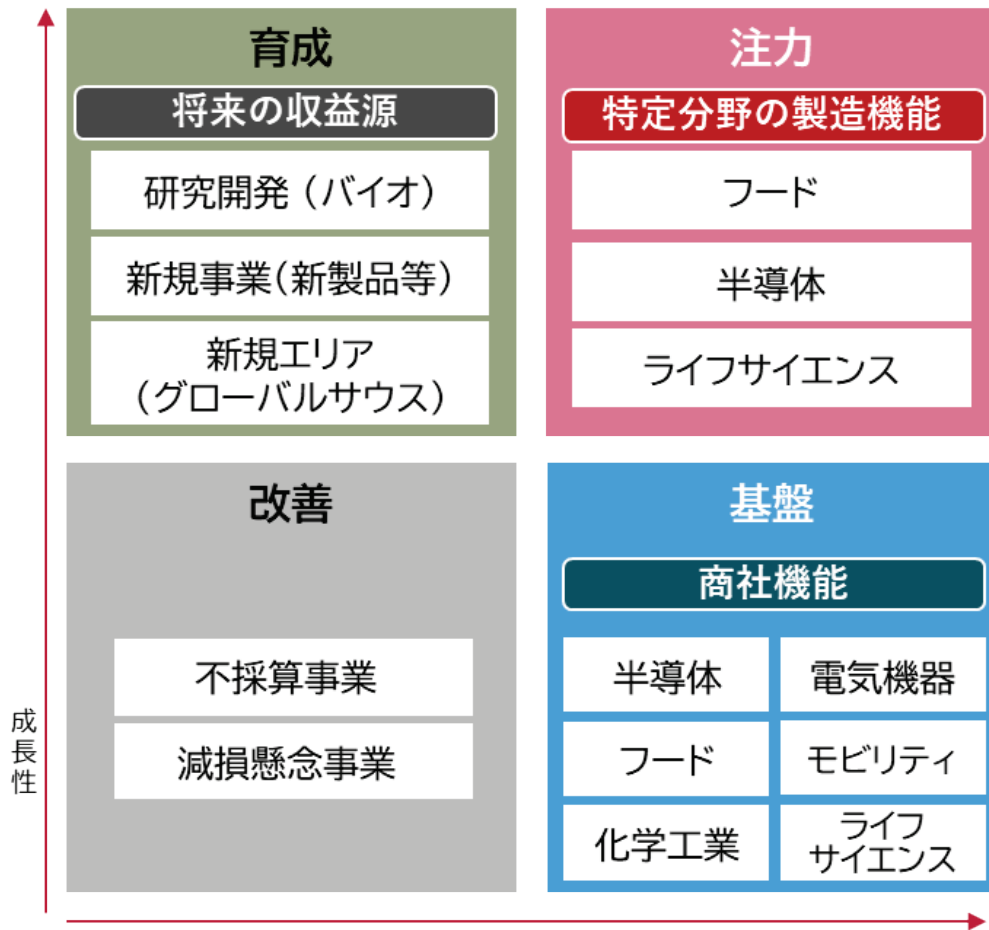 育成
将来の収益源
研究開発（バイオ）
新規事業（新製品等）
新規エリア
（グローバルサウス）
注力
特定分野の製造機能
フード
半導体
ライフサイエンス
改善
不採算事業
減損懸念事業
基盤
商社機能
半導体
電気機器
フード
モビリティ
化学工業
ライフ
サイエンス
成長性